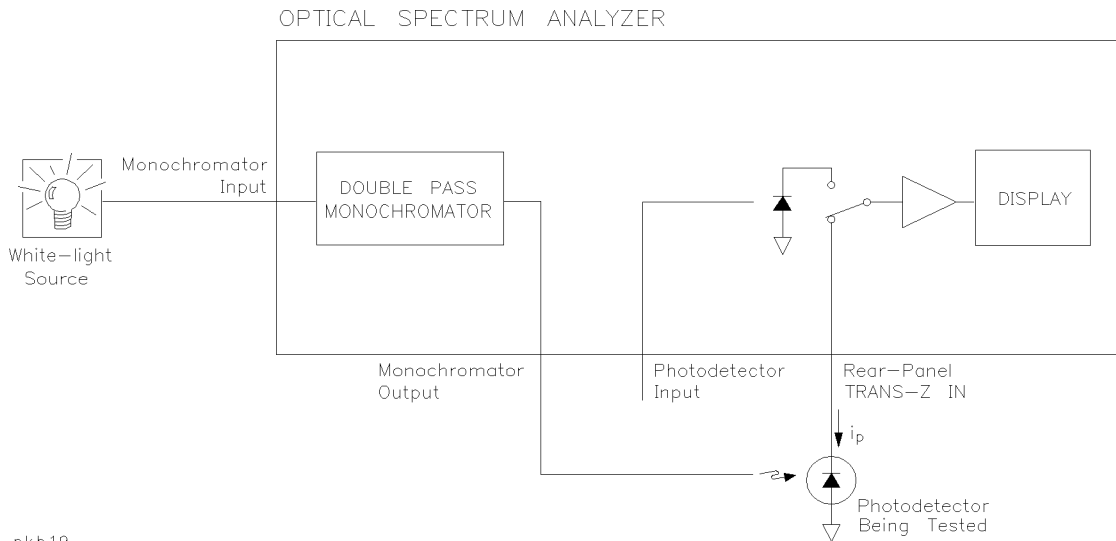 OPTICAL SPECTRUM ANALYZER
Monochromator
Input
White-light
Source
DOUBLE PASS
MONOCHROMATOR
DISPLAY
Monochromator
Output
Photodetector
Input
Rear-Panel
TRANS-Z IN
ip
Photodetector
Being Tested